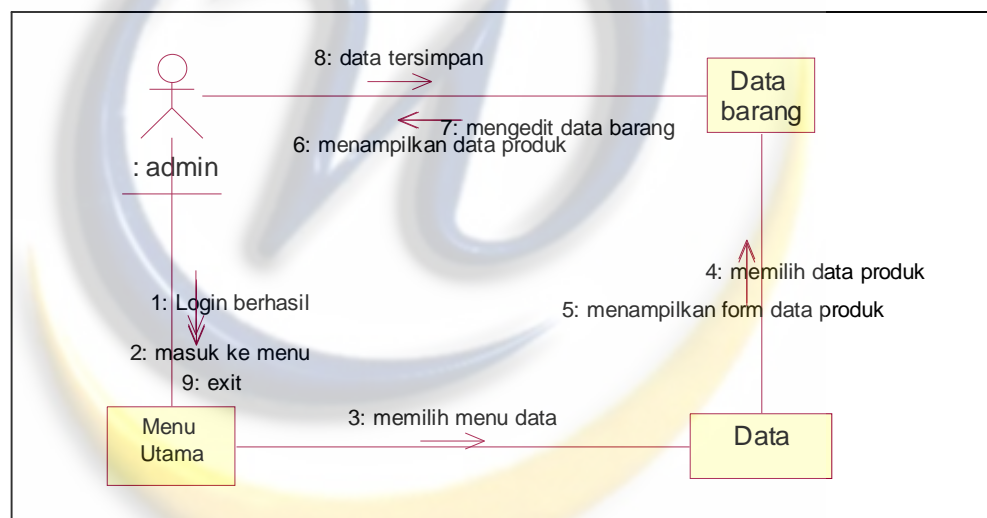 8: data tersimpan
Data
barang
7: mengedit data barang
6: menampilkan data produk
: admin
4: memilih data produk
1: Login berhasil
5: menampilkan form data produk
2: masuk ke menu
9: exit
3: memilih menu data
Menu
Utama
Data